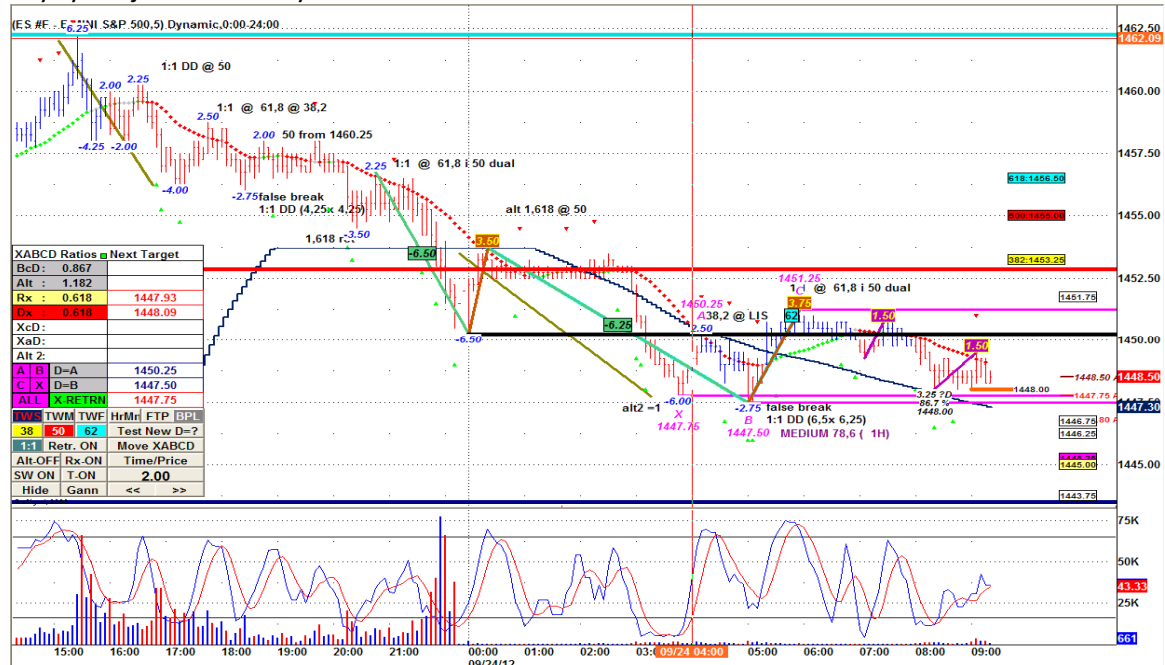 (ES #F - E-MINI S&P 500,5) Dynamic,0:00-24:00
6.25
1:1 DD @ 50
2.00 2.25
1:1 @ 61,8 @ 38,2
2.50
-4.25 -2.00
2.00 50 from 1460.25
-4.00
-2.75 false break
1:1 DD (4,25x 4,25)
2.25 1:1 @ 61,8 i 50 dual
-3.50
alt 1,618 @ 50
-6.50
3.50
-6.50
-6.25
1450.25
A 38,2 @ LIS
2.50
1451.25
C
1:1 @ 61,8 i 50 dual
3.75
62
1.50
1.50
alt2 =1
-6.00
X
1447.75
-2.75
B
1447.50
false break
1:1 DD (6,5x 6,25)
MEDIUM 78,6 ( 1H)
3.25 ?D
86.7 %
1448.00
1448.00
618:1456.50
500:1455.00
382:1453.25
1451.75
1448.50 A
1447.75 A
1446.75
1446.25
1445.00
1443.75
1462.50
1462.09
1460.00
1457.50
1455.00
1452.50
1450.00
1448.50
1447.30
1445.00
XABCD Ratios Next Target
BcD : 0.867
Alt : 1.182
Rx : 0.618 1447.93
Dx : 0.618 1448.09
XcD :
XaD :
Alt 2:
A B D=A 1450.25
C X D=B 1447.50
ALL X-RETRN 1447.75
TWS TWM TWF HrMn FTP BPL
38 50 62 Test New D=?
1:1 Retr. ON Move XABCD
Alt-OFF Rx-ON Time/Price
SW ON T-ON 2.00
Hide Gann << >>
75K
50K
43.33
25K
661
15:00 16:00 17:00 18:00 19:00 20:00 21:00 00:00 01:00 02:00 09/24 04:00 05:00 06:00 07:00 08:00 09:00
09/24/12